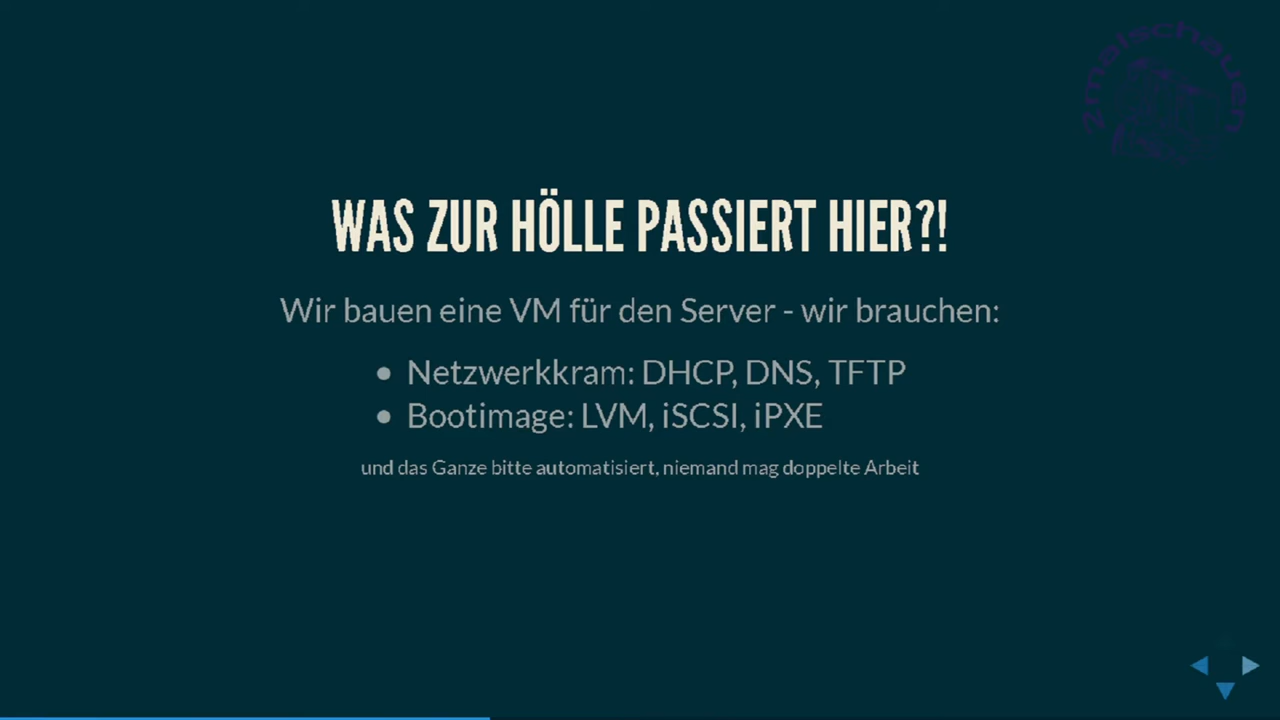 2malschauen
WAS ZUR HÖLLE PASSIERT HIER?!
Wir bauen eine VM für den Server - wir brauchen:
• Netzwerkkram: DHCP, DNS, TFTP
• Bootimage: LVM, iSCSI, iPXE
und das Ganze bitte automatisiert, niemand mag doppelte Arbeit